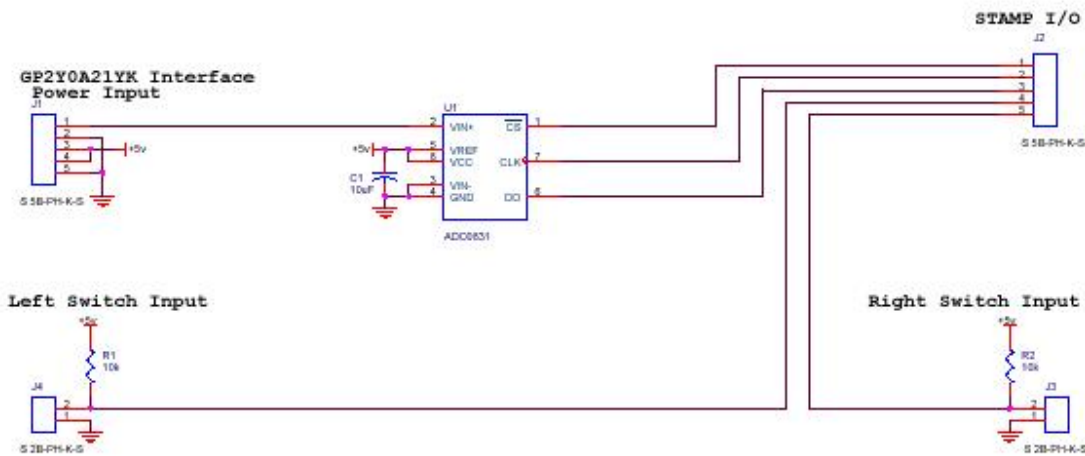 STAMP I/O
J2
1
2
3
4
5
S 5B-PH-K-S
GP2Y0A21YK Interface
Power Input
J1
1
2
3
4
5
+5v
S 5B-PH-K-S
U1
2 VIN+ CS 1
+5v 5 VREF
6 VCC CLK 7
C1
10uF
3 VIN-
4 GND DO 6
ADC0831
Left Switch Input
+5v
R1
10k
J4
2
1
S 2B-PH-K-S
Right Switch Input
+5v
R2
10k
J3
2
1
S 2B-PH-K-S